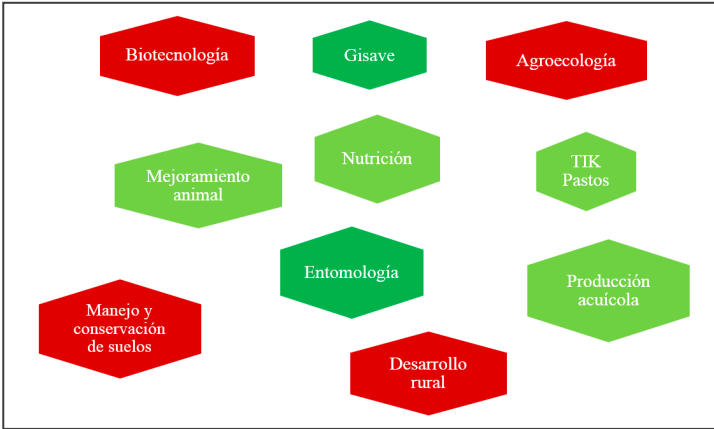 Biotecnología
Gisave
Agroecología
Mejoramiento
animal
Nutrición
TIK
Pastos
Entomología
Producción
acuícola
Manejo y
conservación
de suelos
Desarrollo
rural